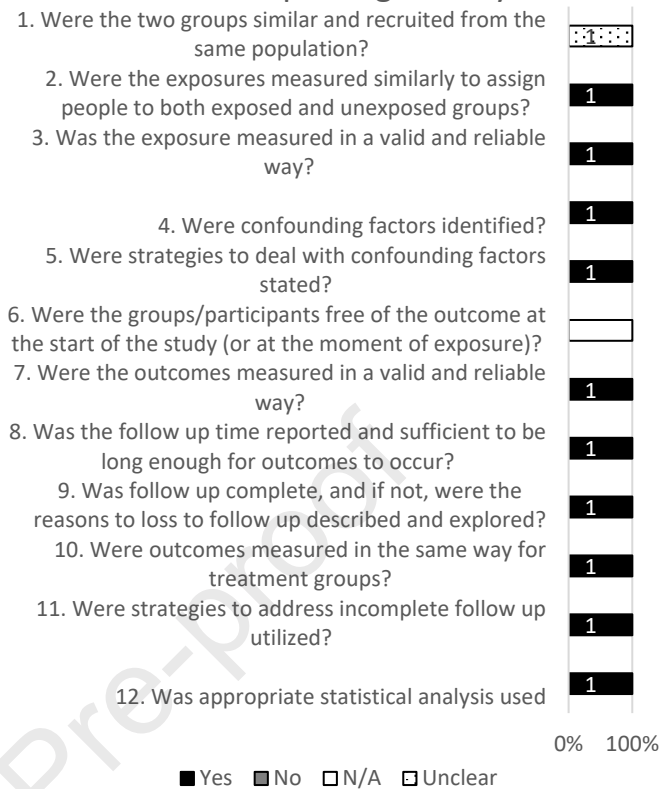 1. Were the two groups similar and recruited from the
same population?
1
2. Were the exposures measured similarly to assign
people to both exposed and unexposed groups?
1
3. Was the exposure measured in a valid and reliable
way?
1
4. Were confounding factors identified?
1
5. Were strategies to deal with confounding factors
stated?
1
6. Were the groups/participants free of the outcome at
the start of the study (or at the moment of exposure)?
7. Were the outcomes measured in a valid and reliable
way?
1
8. Was the follow up time reported and sufficient to be
long enough for outcomes to occur?
1
9. Was follow up complete, and if not, were the
reasons to loss to follow up described and explored?
1
10. Were outcomes measured in the same way for
treatment groups?
1
11. Were strategies to address incomplete follow up
utilized?
1
12. Was appropriate statistical analysis used
1
0% 100%
Yes No N/A Unclear
Pre-proof